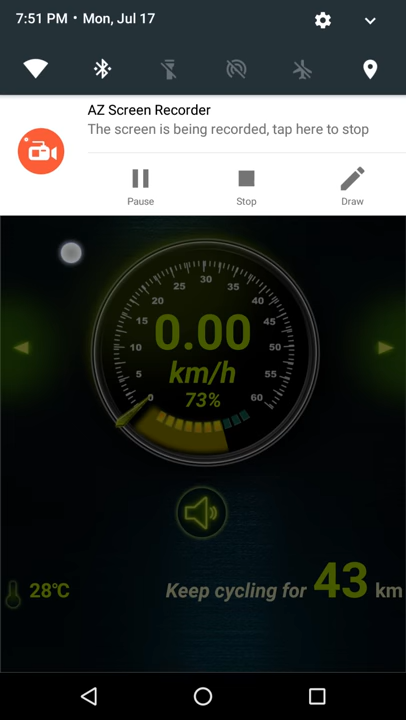 7:51 PM • Mon, Jul 17
AZ Screen Recorder
The screen is being recorded, tap here to stop
Pause
Stop
Draw
0
5
10
15
20
25
30
35
40
45
50
55
60
0.00
km/h
73%
28℃
Keep cycling for 43 km